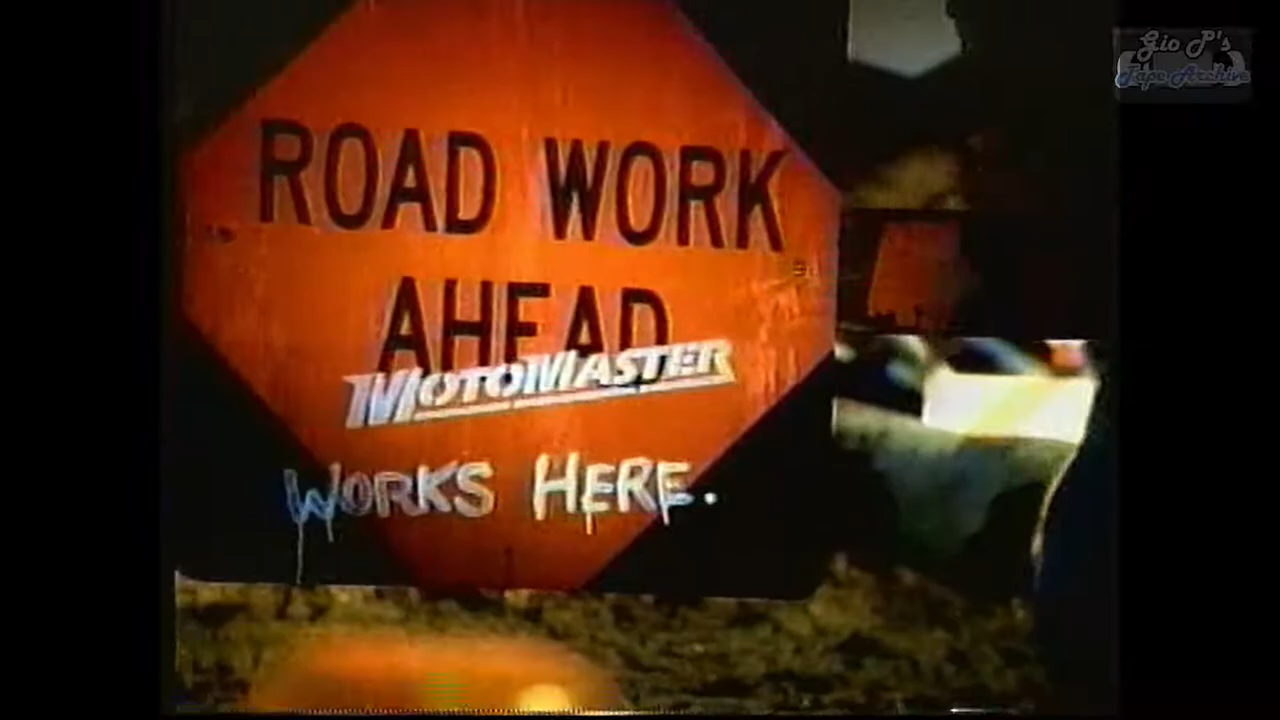 Gio P's
Tape Archive
ROAD WORK
AHEAD
MOTOMASTER
WORKS HERE.